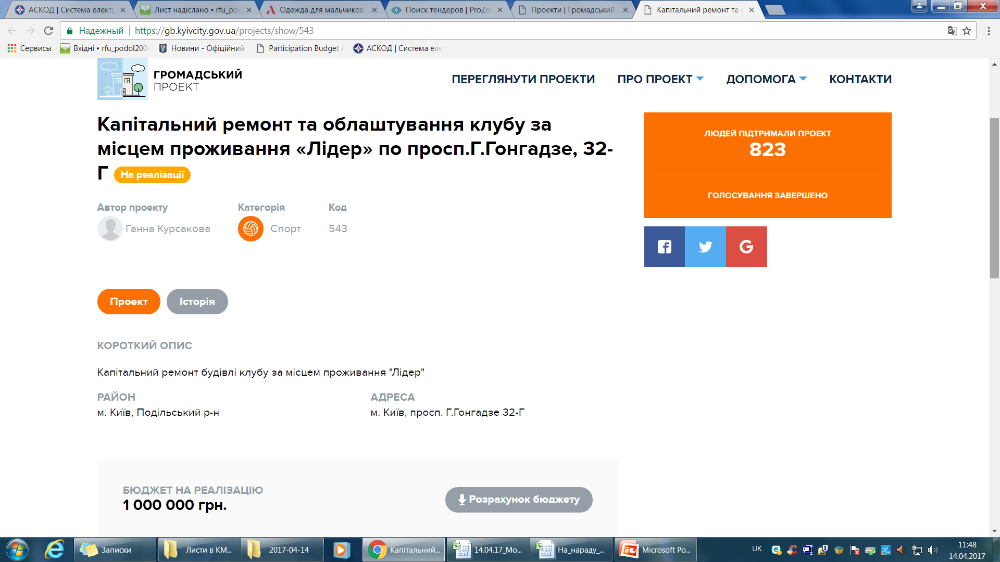 АСКОД | Система електр
Лист надіслано • rfu_po
Одежда для мальчиков
Поиск тендеров | ProZo
Проекти | Громадський
Капітальний ремонт та
Надежный
https://gb.kyivcity.gov.ua/projects/show/543
Сервисы
Вхідні • rfu_podol200
Новини - Офіційний
Participation Budget
АСКОД | Система еле
ГРОМАДСЬКИЙ
ПРОЕКТ
ПЕРЕГЛЯНУТИ ПРОЕКТИ
ПРО ПРОЕКТ
ДОПОМОГА
КОНТАКТИ
Капітальний ремонт та облаштування клубу за
місцем проживання «Лідер» по просп.Г.Гонгадзе, 32-
Г На реалізації
ЛЮДЕЙ ПІДТРИМАЛИ ПРОЕКТ
823
ГОЛОСУВАННЯ ЗАВЕРШЕНО
Автор проекту
Категорія
Код
Ганна Курсакова
Спорт
543
Проект
Історія
КОРОТКИЙ ОПИС
Капітальний ремонт будівлі клубу за місцем проживання "Лідер"
РАЙОН
АДРЕСА
м. Київ, Подільський р-н
м. Київ, просп. Г.Гонгадзе 32-Г
БЮДЖЕТ НА РЕАЛІЗАЦІЮ
1 000 000 грн.
Розрахунок бюджету
Записки
Листи в КМ...
2017-04-14
Капітальний...
14.04.17_Мо...
На_нараду_...
Microsoft Po...
UK
11:48
14.04.2017